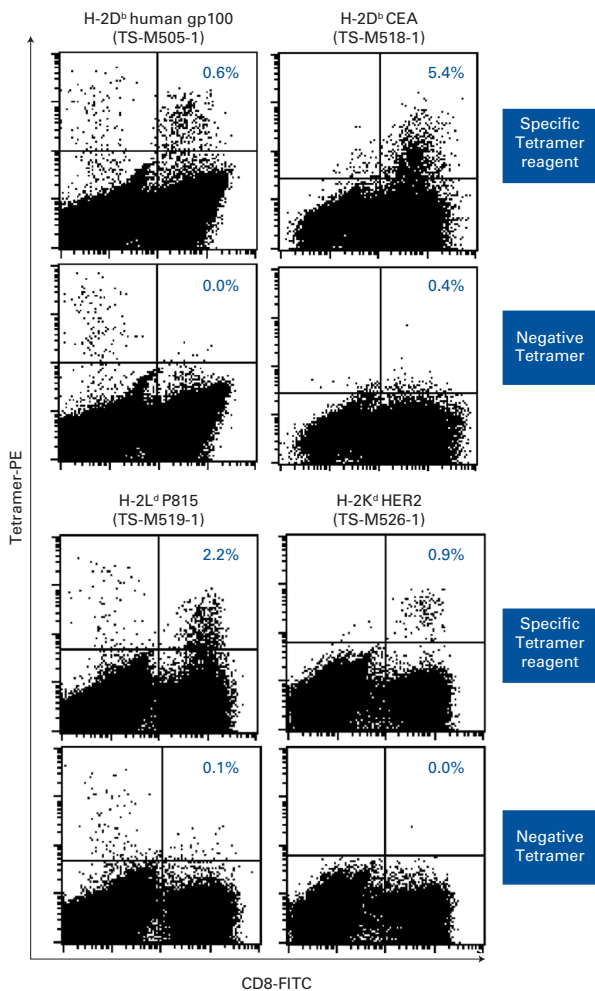 H-2Dᵇ human gp100
(TS-M505-1)
H-2Dᵇ CEA
(TS-M518-1)
0.6%
5.4%
Specific
Tetramer
reagent
0.0%
0.4%
Negative
Tetramer
Tetramer-PE
H-2Lᵈ P815
(TS-M519-1)
H-2Kᵈ HER2
(TS-M526-1)
2.2%
0.9%
Specific
Tetramer
reagent
0.1%
0.0%
Negative
Tetramer
CD8-FITC